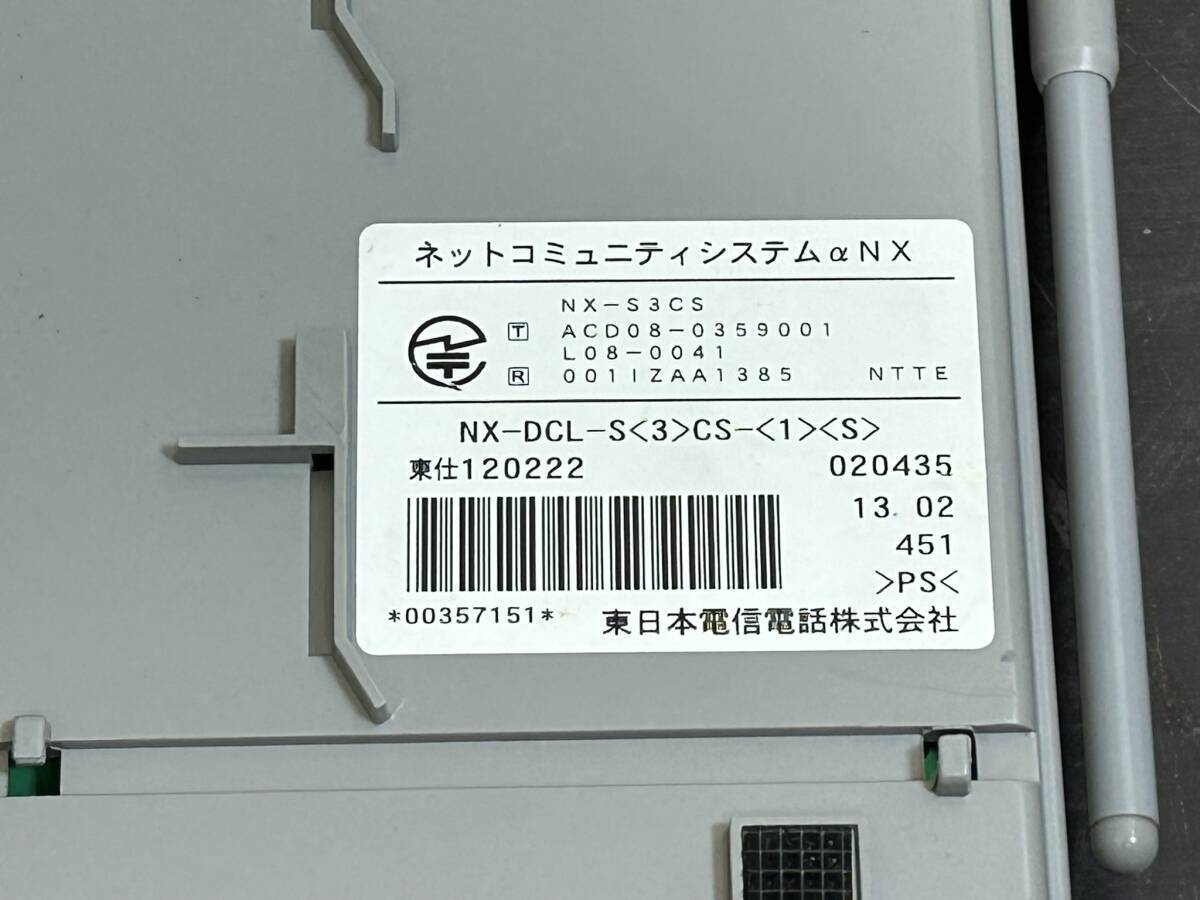 ネットコミュニティシステムαNX
NX-S3CS
T ACD08-0359001
L08-0041
R 001IZAA1385 NTTE
NX-DCL-S<3>CS-<1><S>
東仕120222 020435
13.02
451
>PS<
*00357151* 東日本電信電話株式会社